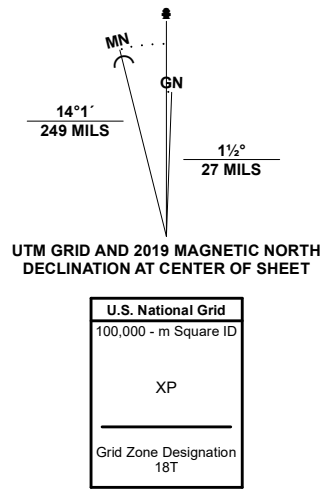 MN
GN
14°1´
249 MILS
1½°
27 MILS
UTM GRID AND 2019 MAGNETIC NORTH
DECLINATION AT CENTER OF SHEET
U.S. National Grid
100,000 - m Square ID
XP
Grid Zone Designation
18T